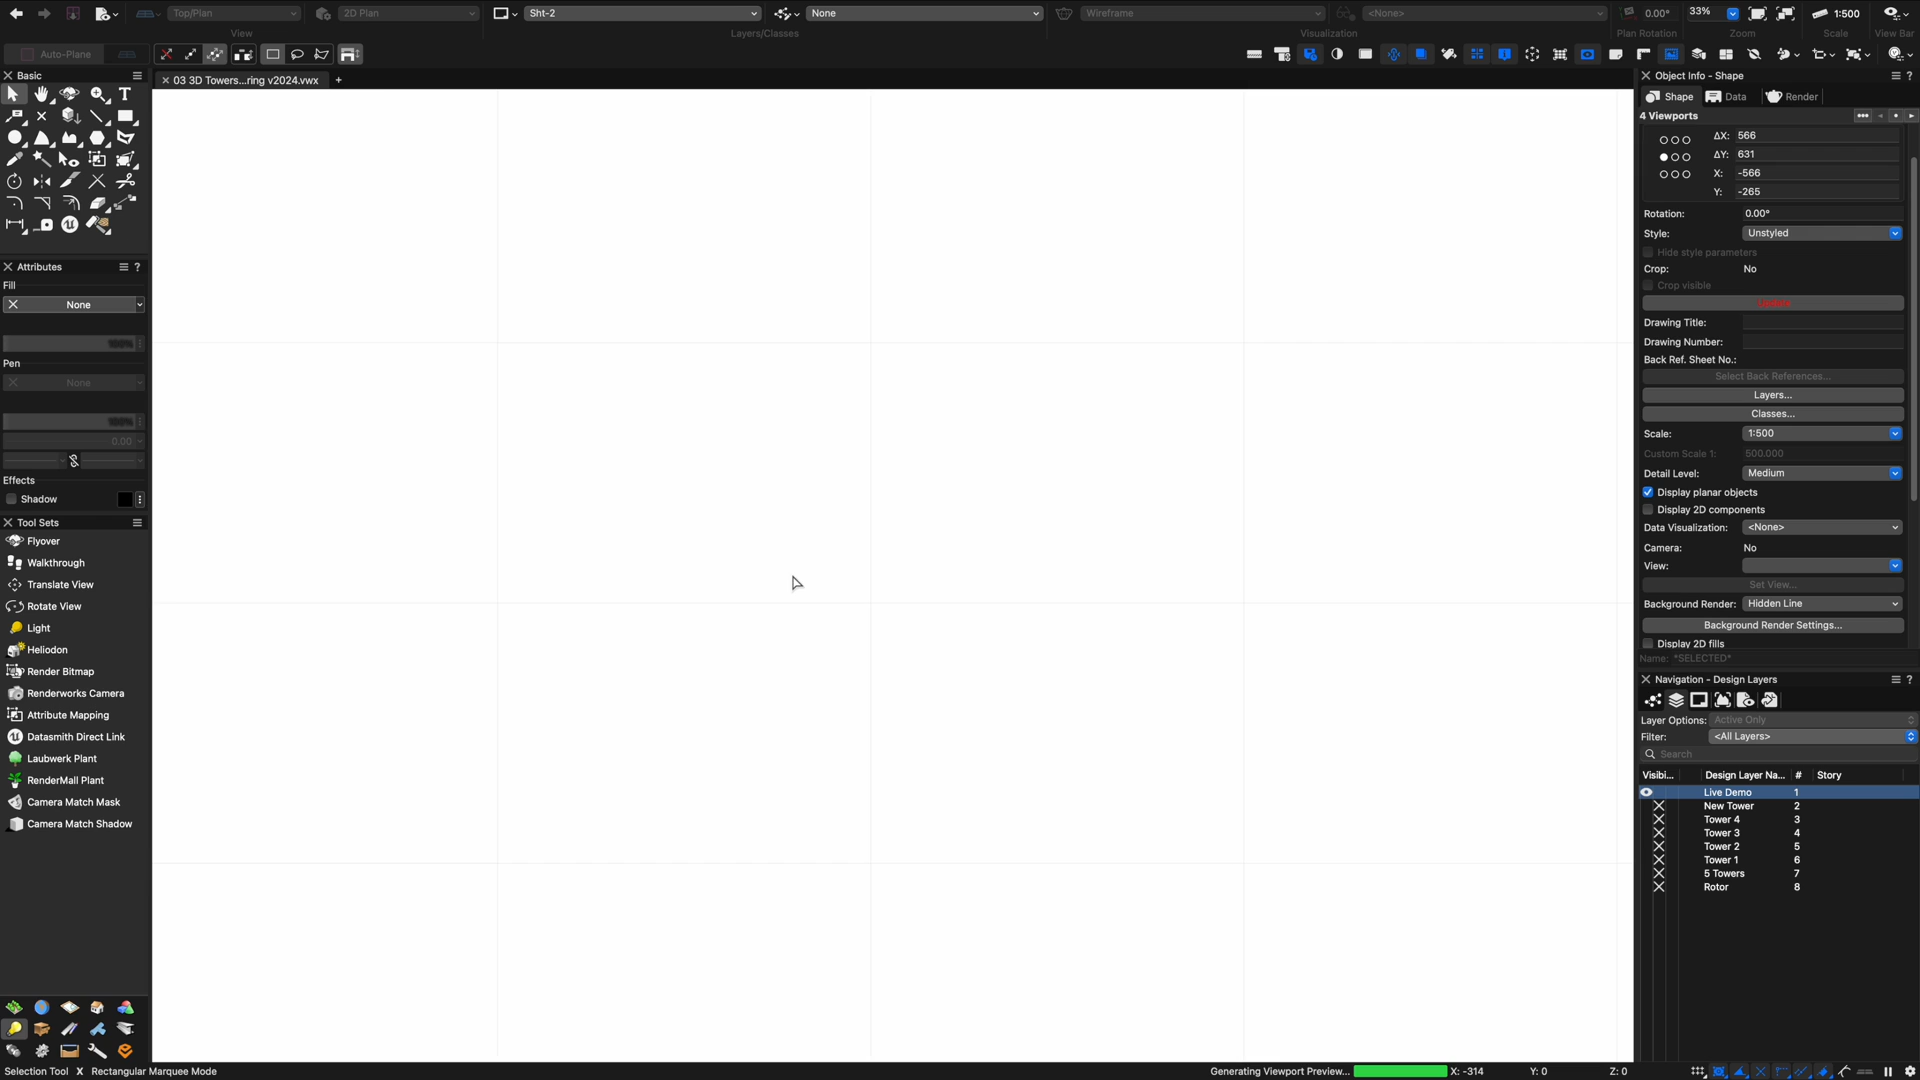 Top/Plan
2D Plan
Sht-2
None
Wireframe
<None>
0.00°
33%
1:500
View
Layers/Classes
Visualization
Plan Rotation
Zoom
Scale
View Bar
Auto-Plane
Basic
03 3D Towers...ring v2024.vwx
+
Attributes
?
Fill
None
100%
Pen
None
100%
0.00
Effects
Shadow
Tool Sets
Flyover
Walkthrough
Translate View
Rotate View
Light
Heliodon
Render Bitmap
Renderworks Camera
Attribute Mapping
Datasmith Direct Link
Laubwerk Plant
RenderMall Plant
Camera Match Mask
Camera Match Shadow
Object Info - Shape
?
Shape
Data
Render
4 Viewports
ΔX: 566
ΔY: 631
X: -566
Y: -265
Rotation: 0.00°
Style: Unstyled
Hide style parameters
Crop: No
Crop visible
Update
Drawing Title:
Drawing Number:
Back Ref. Sheet No.:
Select Back References...
Layers...
Classes...
Scale: 1:500
Custom Scale 1: 500.000
Detail Level: Medium
Display planar objects
Display 2D components
Data Visualization: <None>
Camera: No
View:
Set View...
Background Render: Hidden Line
Background Render Settings...
Display 2D fills
Name: *SELECTED*
Navigation - Design Layers
?
Layer Options: Active Only
Filter: <All Layers>
Search
Visibi... Design Layer Na... # Story
Live Demo 1
New Tower 2
Tower 4 3
Tower 3 4
Tower 2 5
Tower 1 6
5 Towers 7
Rotor 8
Selection Tool X Rectangular Marquee Mode
Generating Viewport Preview... X: -314 Y: 0 Z: 0